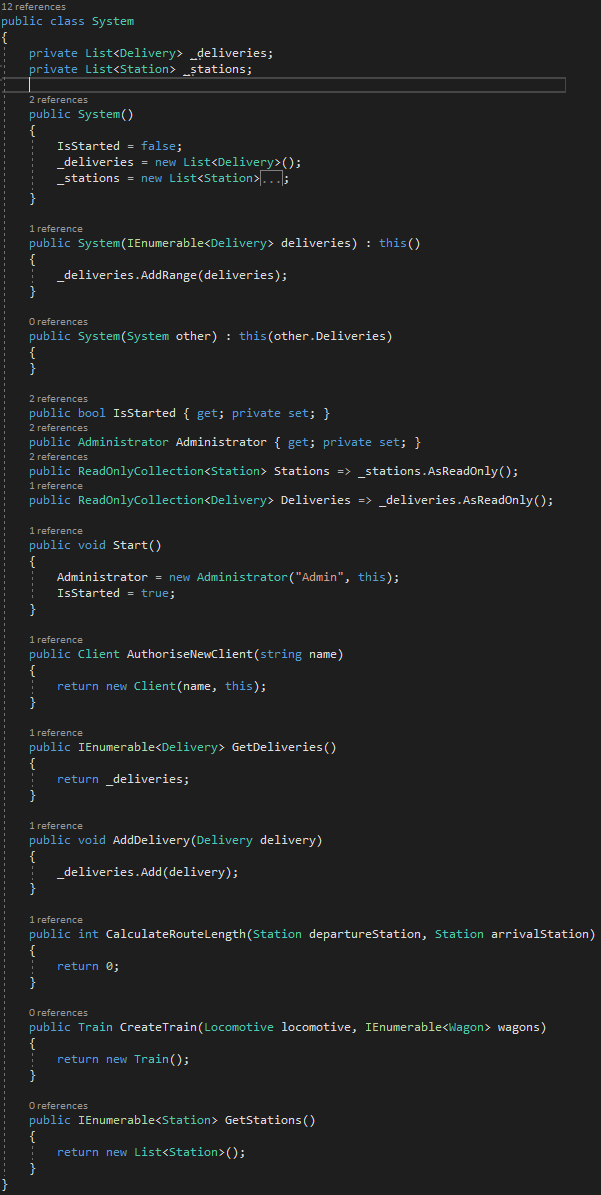 12 references
public class System
{
    private List<Delivery> _deliveries;
    private List<Station> _stations;
    2 references
    public System()
    {
        IsStarted = false;
        _deliveries = new List<Delivery>();
        _stations = new List<Station>...;
    }
    1 reference
    public System(IEnumerable<Delivery> deliveries) : this()
    {
        _deliveries.AddRange(deliveries);
    }
    0 references
    public System(System other) : this(other.Deliveries)
    {
    }
    2 references
    public bool IsStarted { get; private set; }
    2 references
    public Administrator Administrator { get; private set; }
    2 references
    public ReadOnlyCollection<Station> Stations => _stations.AsReadOnly();
    1 reference
    public ReadOnlyCollection<Delivery> Deliveries => _deliveries.AsReadOnly();
    1 reference
    public void Start()
    {
        Administrator = new Administrator("Admin", this);
        IsStarted = true;
    }
    1 reference
    public Client AuthoriseNewClient(string name)
    {
        return new Client(name, this);
    }
    1 reference
    public IEnumerable<Delivery> GetDeliveries()
    {
        return _deliveries;
    }
    1 reference
    public void AddDelivery(Delivery delivery)
    {
        _deliveries.Add(delivery);
    }
    1 reference
    public int CalculateRouteLength(Station departureStation, Station arrivalStation)
    {
        return 0;
    }
    0 references
    public Train CreateTrain(Locomotive locomotive, IEnumerable<Wagon> wagons)
    {
        return new Train();
    }
    0 references
    public IEnumerable<Station> GetStations()
    {
        return new List<Station>();
    }
}